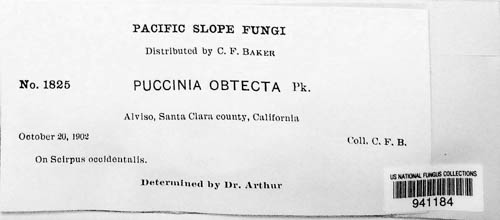 PACIFIC SLOPE FUNGI
Distributed by C. F. BAKER
No. 1825 PUCCINIA OBTECTA Pk.
Alviso, Santa Clara county, California
October 20, 1902 Coll. C. F. B.
On Scirpus occidentalis.
Determined by Dr. Arthur
US NATIONAL FUNGUS COLLECTIONS
941184